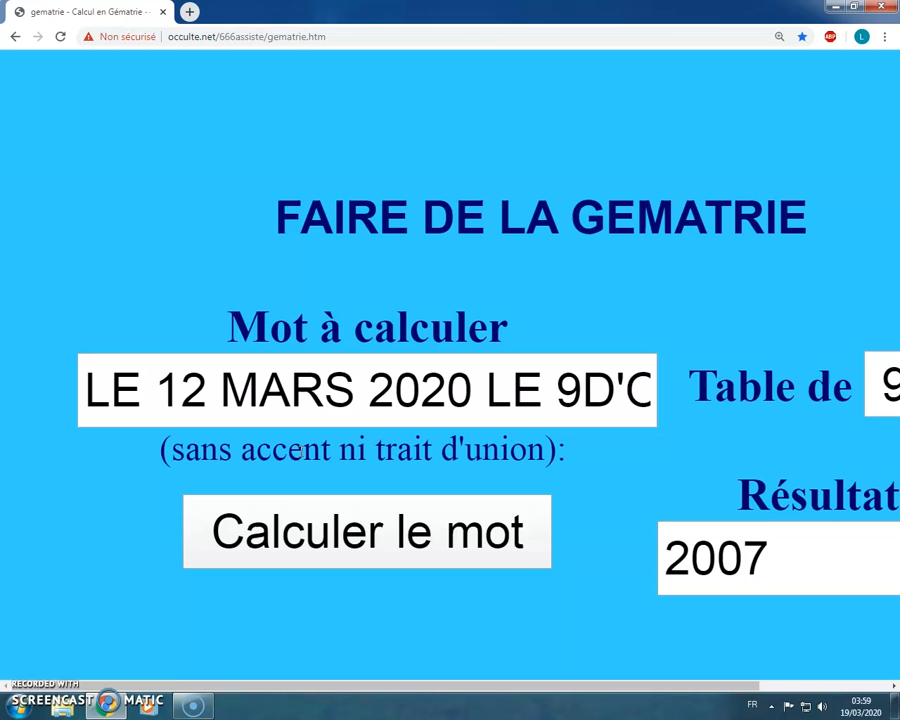 gematrie - Calcul en Gématrie -
Non sécurisé occulte.net/666assiste/gematrie.htm
ABP L
FAIRE DE LA GEMATRIE
Mot à calculer
LE 12 MARS 2020 LE 9D'C
Table de 9
(sans accent ni trait d'union):
Résultat
Calculer le mot
2007
RECORDED WITH
SCREENCAST MATIC
FR 03:59
19/03/2020